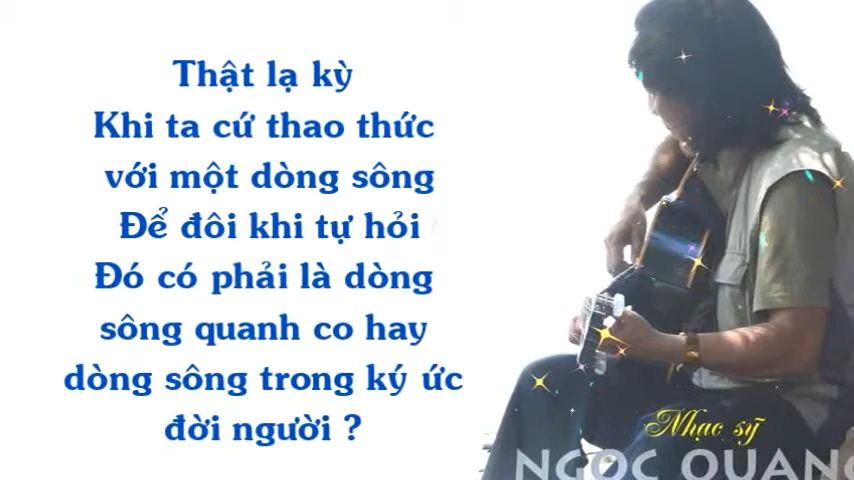 Thật lạ kỳ
Khi ta cứ thao thức
với một dòng sông
Để đôi khi tự hỏi
Đó có phải là dòng
sông quanh co hay
dòng sông trong ký ức
đời người ?
Nhạc sỹ
NGOC QUANG